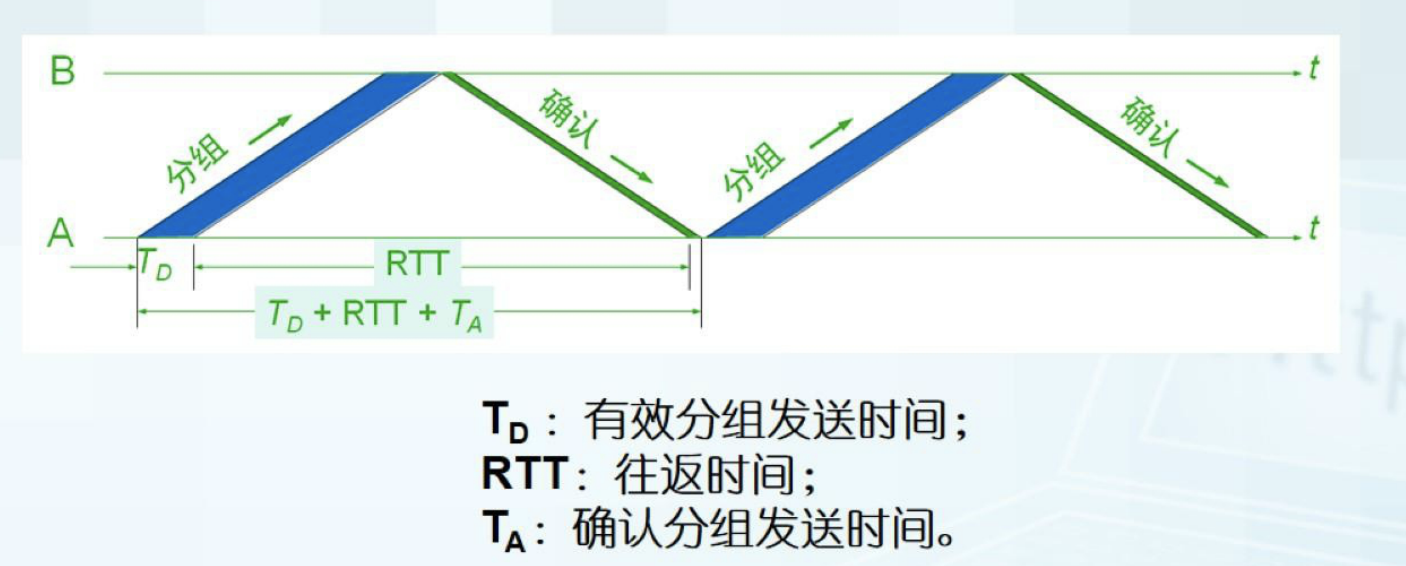 B
t
分组
确认
分组
确认
A
t
T_D
RTT
T_D + RTT + T_A
T_D：有效分组发送时间；
RTT：往返时间；
T_A：确认分组发送时间。